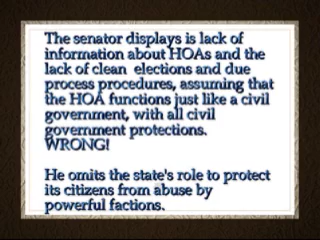 The senator displays is lack of
information about HOAs and the
lack of clean elections and due
process procedures, assuming that
the HOA functions just like a civil
government, with all civil
government protections.
WRONG!
He omits the state's role to protect
its citizens from abuse by
powerful factions.